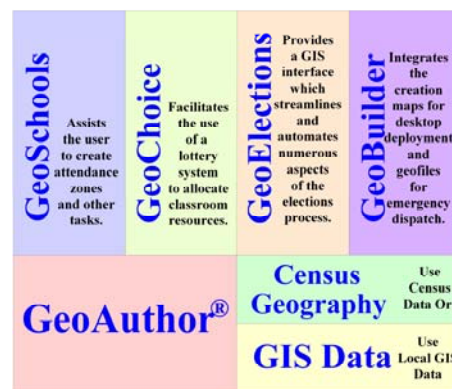 GeoSchools
Assists
the user
to create
attendance
zones
and other
tasks.
GeoChoice
Facilitates
the use
of a
lottery
system
to allocate
classroom
resources.
GeoElections
Provides
a GIS
interface
which
streamlines
and
automates
numerous
aspects
of the
elections
process.
GeoBuilder
Integrates
the
creation
maps for
desktop
deployment
and
geofiles
for
emergency
dispatch.
GeoAuthor®
Census
Geography
Use
Census
Data Or
GIS Data
Use
Local GIS
Data